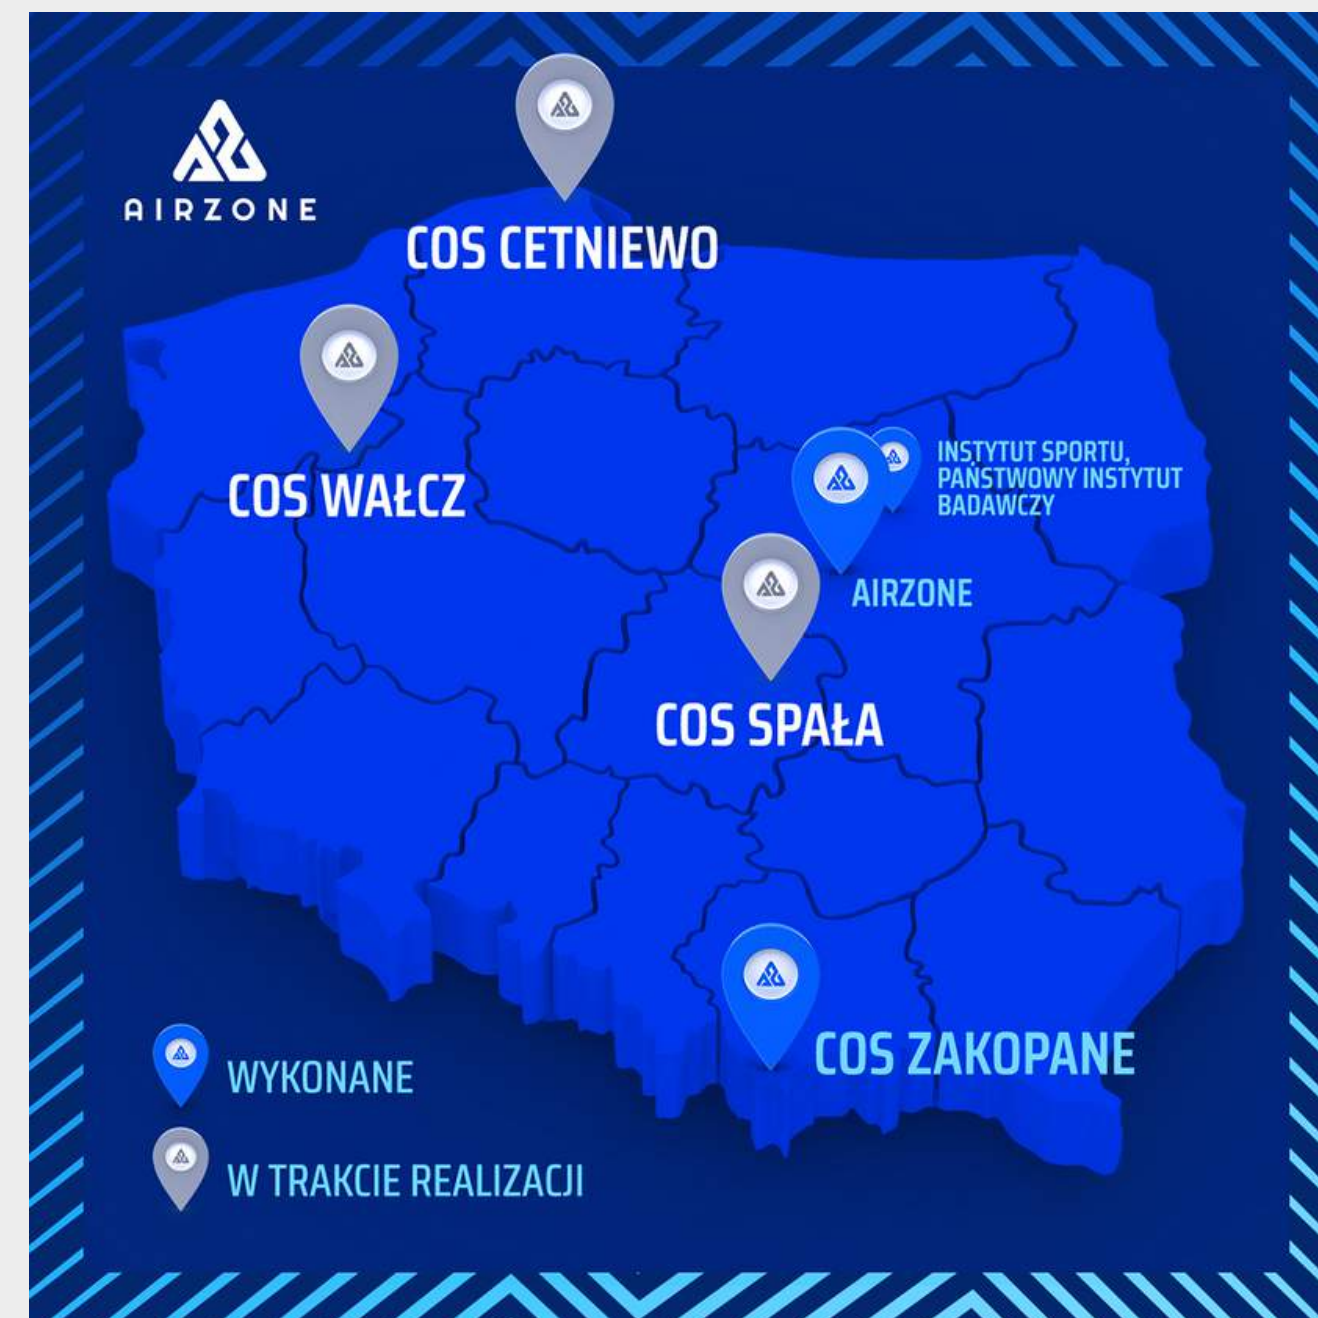 AIRZONE
COS CETNIEWO
COS WAŁCZ
INSTYTUT SPORTU,
PAŃSTWOWY INSTYTUT
BADAWCZY
AIRZONE
COS SPAŁA
COS ZAKOPANE
WYKONANE
W TRAKCIE REALIZACJI